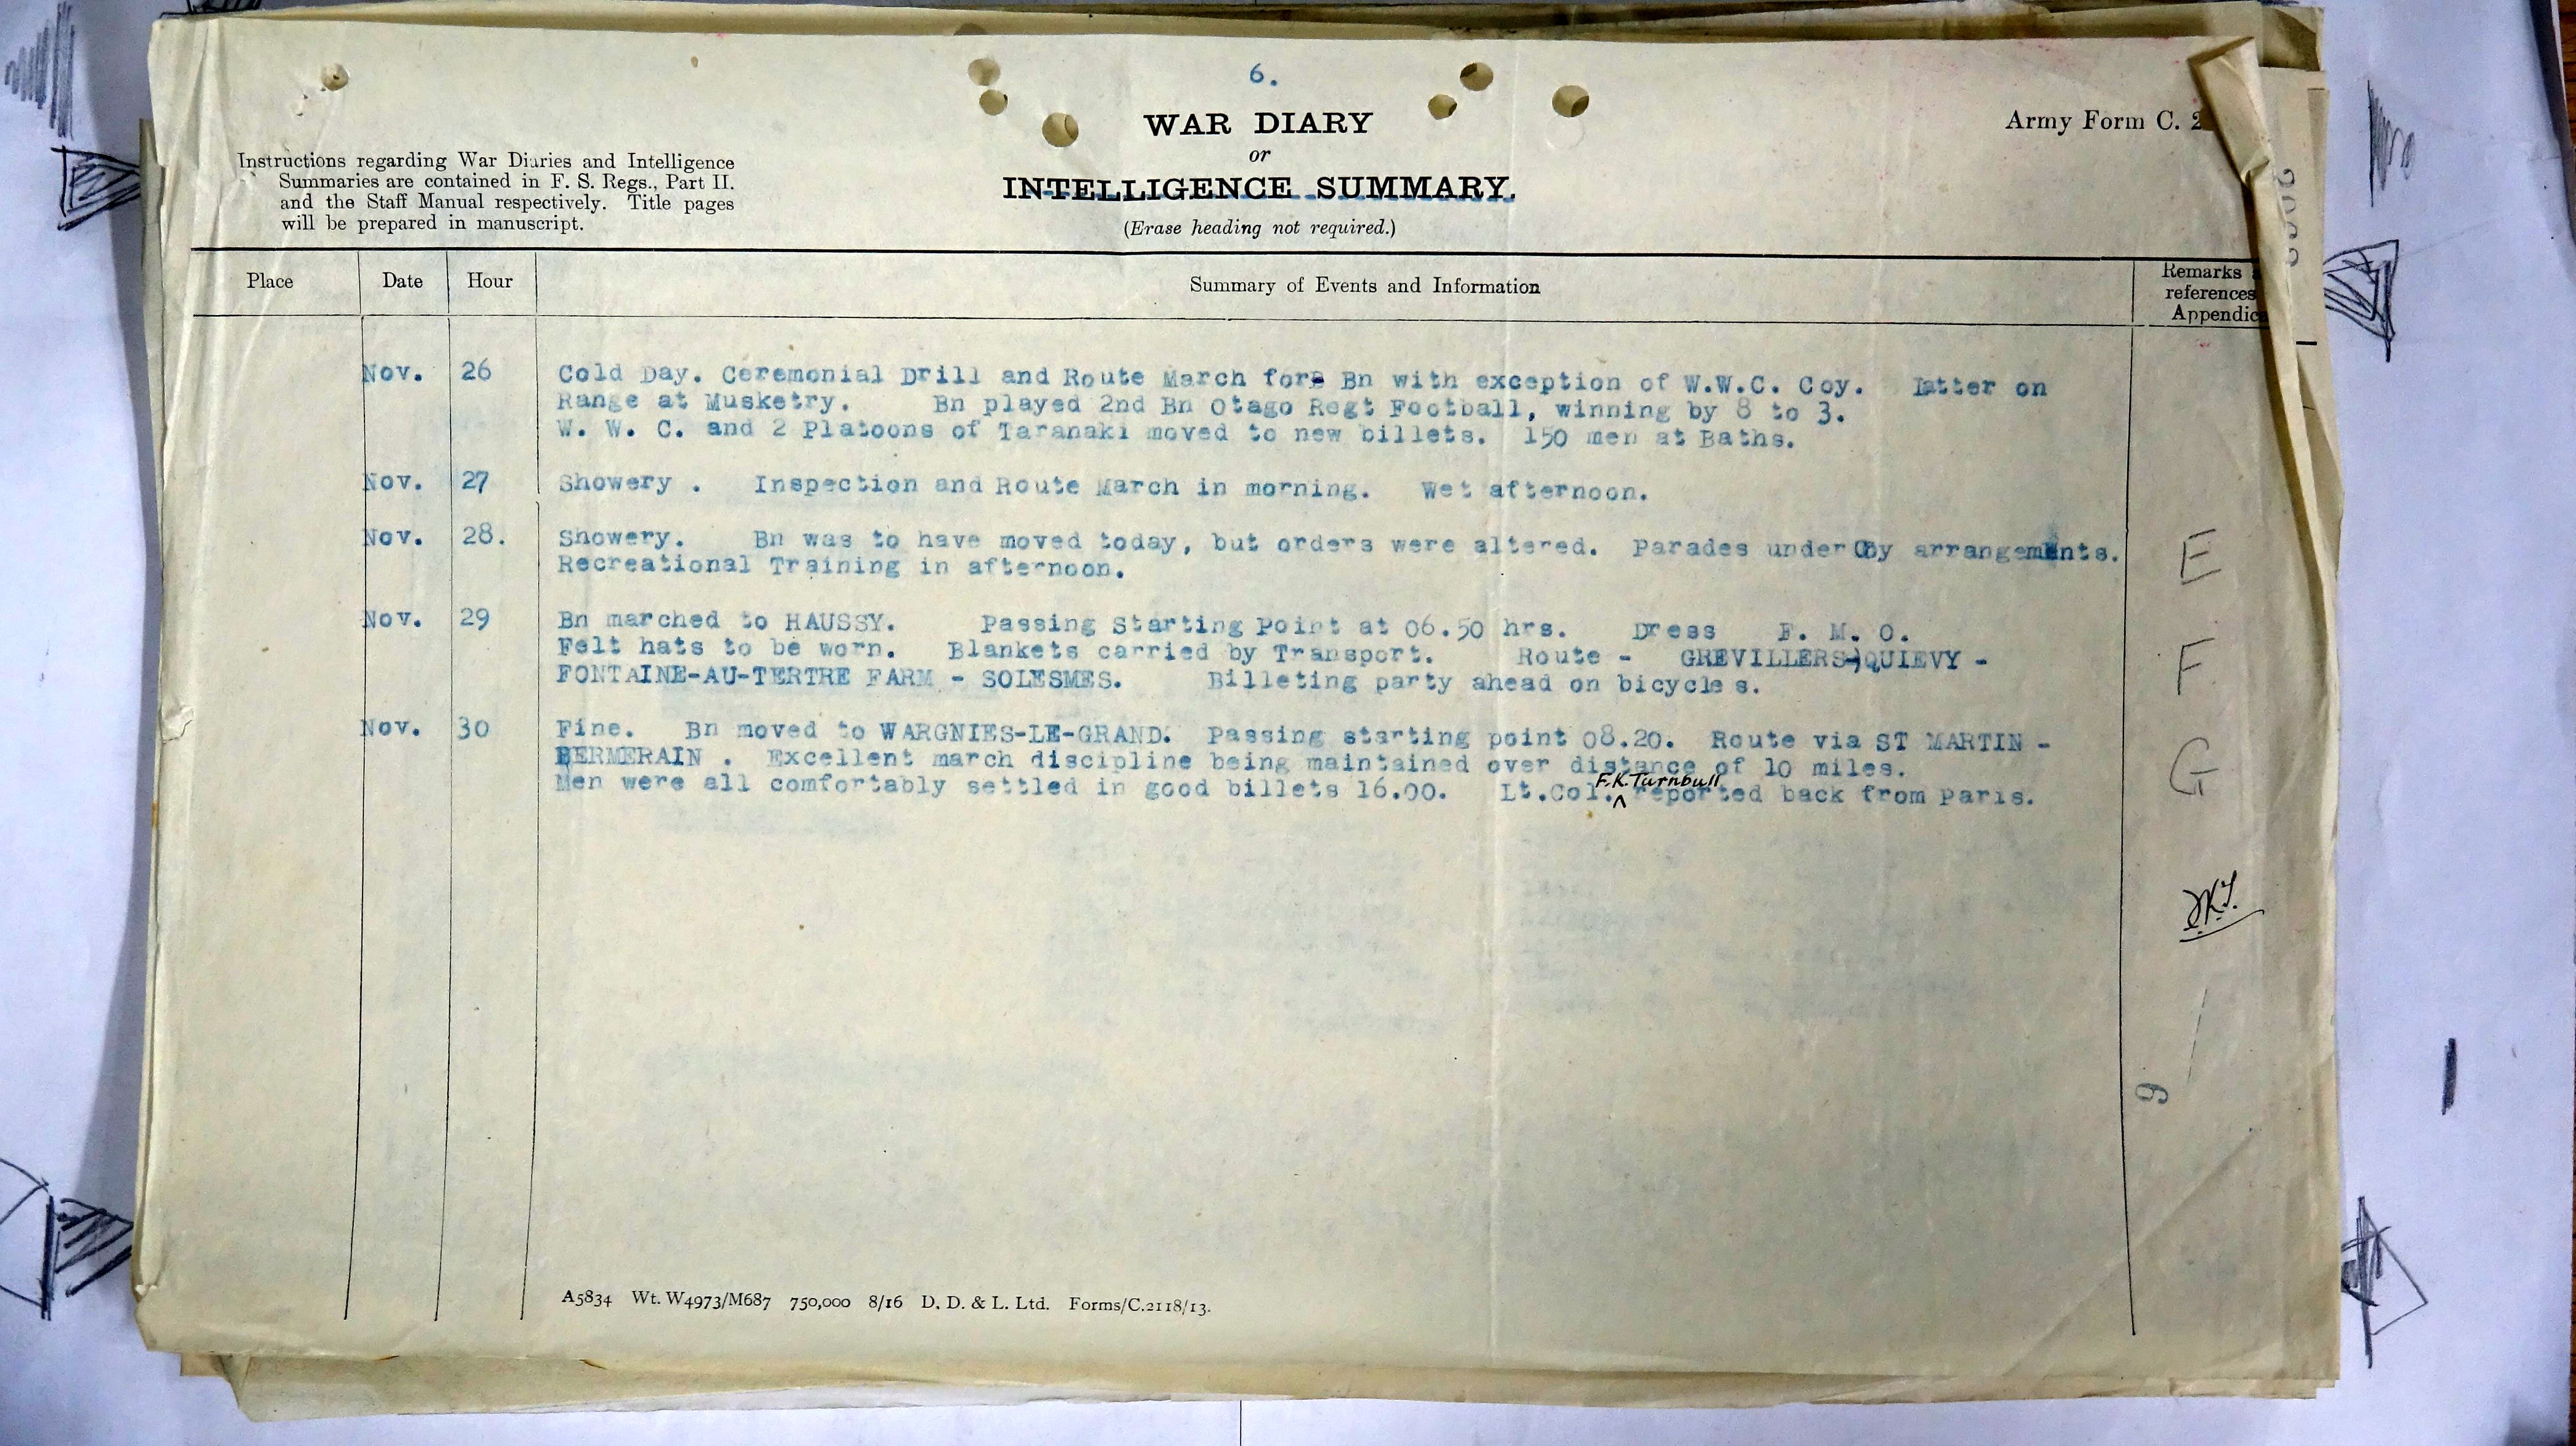 6.
WAR DIARY
or
INTELLIGENCE SUMMARY.
(Erase heading not required.)
Army Form C. 2
Instructions regarding War Diaries and Intelligence
Summaries are contained in F. S. Regs., Part II.
and the Staff Manual respectively. Title pages
will be prepared in manuscript.
Place Date Hour Summary of Events and Information Remarks
references
Appendic
Nov. 26 Cold Day. Ceremonial Drill and Route March for Bn with exception of W.W.C. Coy. Latter on
Range at Musketry. Bn played 2nd Bn Otago Regt Football, winning by 8 to 3.
W. W. C. and 2 Platoons of Taranaki moved to new billets. 150 men at Baths.
Nov. 27 Showery . Inspection and Route March in morning. Wet afternoon.
Nov. 28. Showery. Bn was to have moved today, but orders were altered. Parades under Coy arrangements. E
Recreational Training in afternoon.
Nov. 29 Bn marched to HAUSSY. Passing Starting Point at 06.50 hrs. Dress F. M. O.
Felt hats to be worn. Blankets carried by Transport. Route - GREVILLERS-QUIEVY - F
FONTAINE-AU-TERTRE FARM - SOLESMES. Billeting party ahead on bicycles.
Nov. 30 Fine. Bn moved to WARGNIES-LE-GRAND. Passing starting point 08.20. Route via ST MARTIN -
BERMERAIN . Excellent march discipline being maintained over distance of 10 miles. G
Men were all comfortably settled in good billets 16.00. Lt.Col. F.K.Turnbull reported back from Paris.
6
A5834 Wt. W4973/M687 750,000 8/16 D. D. & L. Ltd. Forms/C.2118/13.